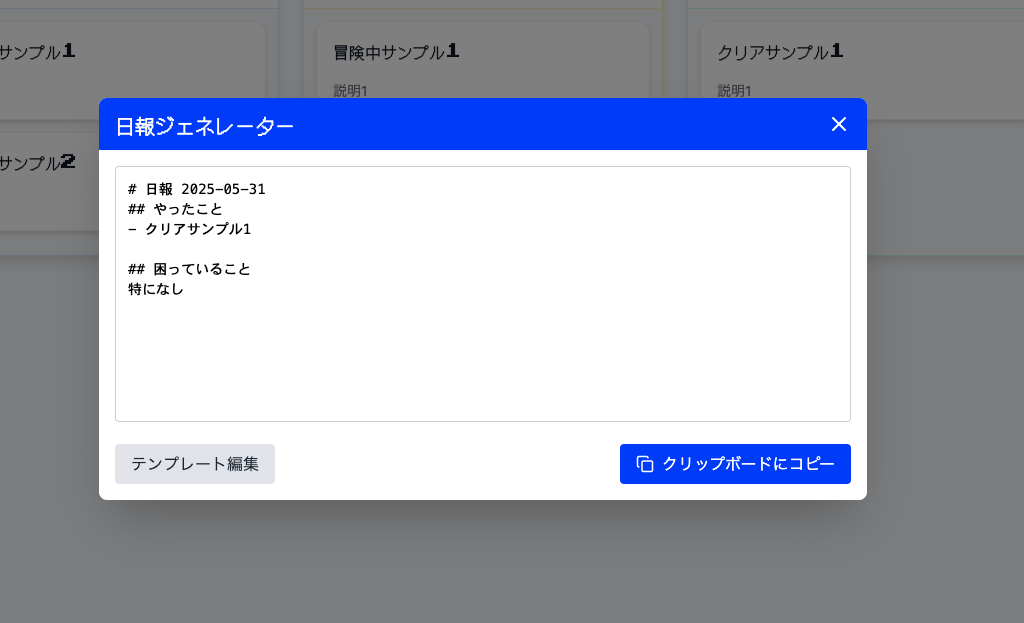 サンプル1
冒険中サンプル1
クリアサンプル1
説明1
説明1
サンプル2
日報ジェネレーター
# 日報 2025-05-31
## やったこと
- クリアサンプル1

## 困っていること
特になし
テンプレート編集
クリップボードにコピー